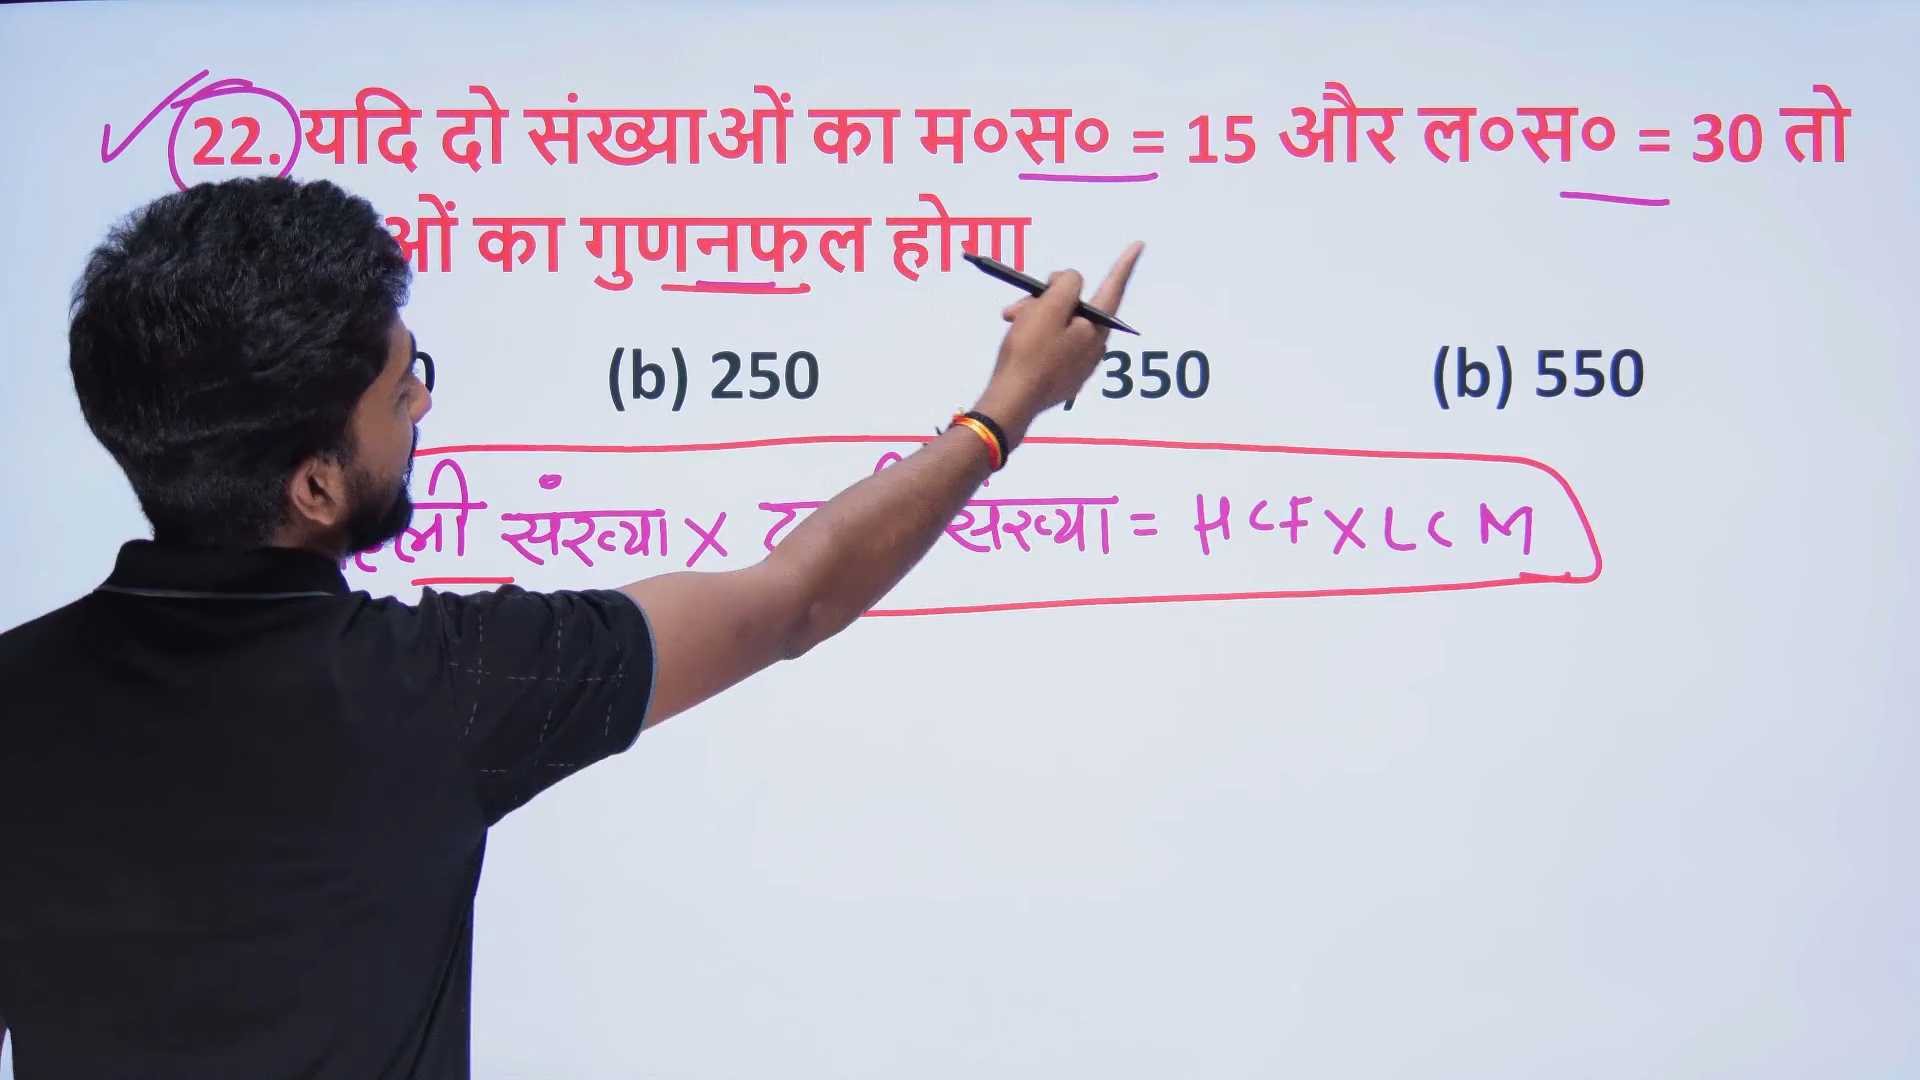 22. यदि दो संख्याओं का म०स० = 15 और ल०स० = 30 तो
का गुणनफल होगा
(b) 250 350 (b) 550
संख्या X संख्या = HCF X LCM